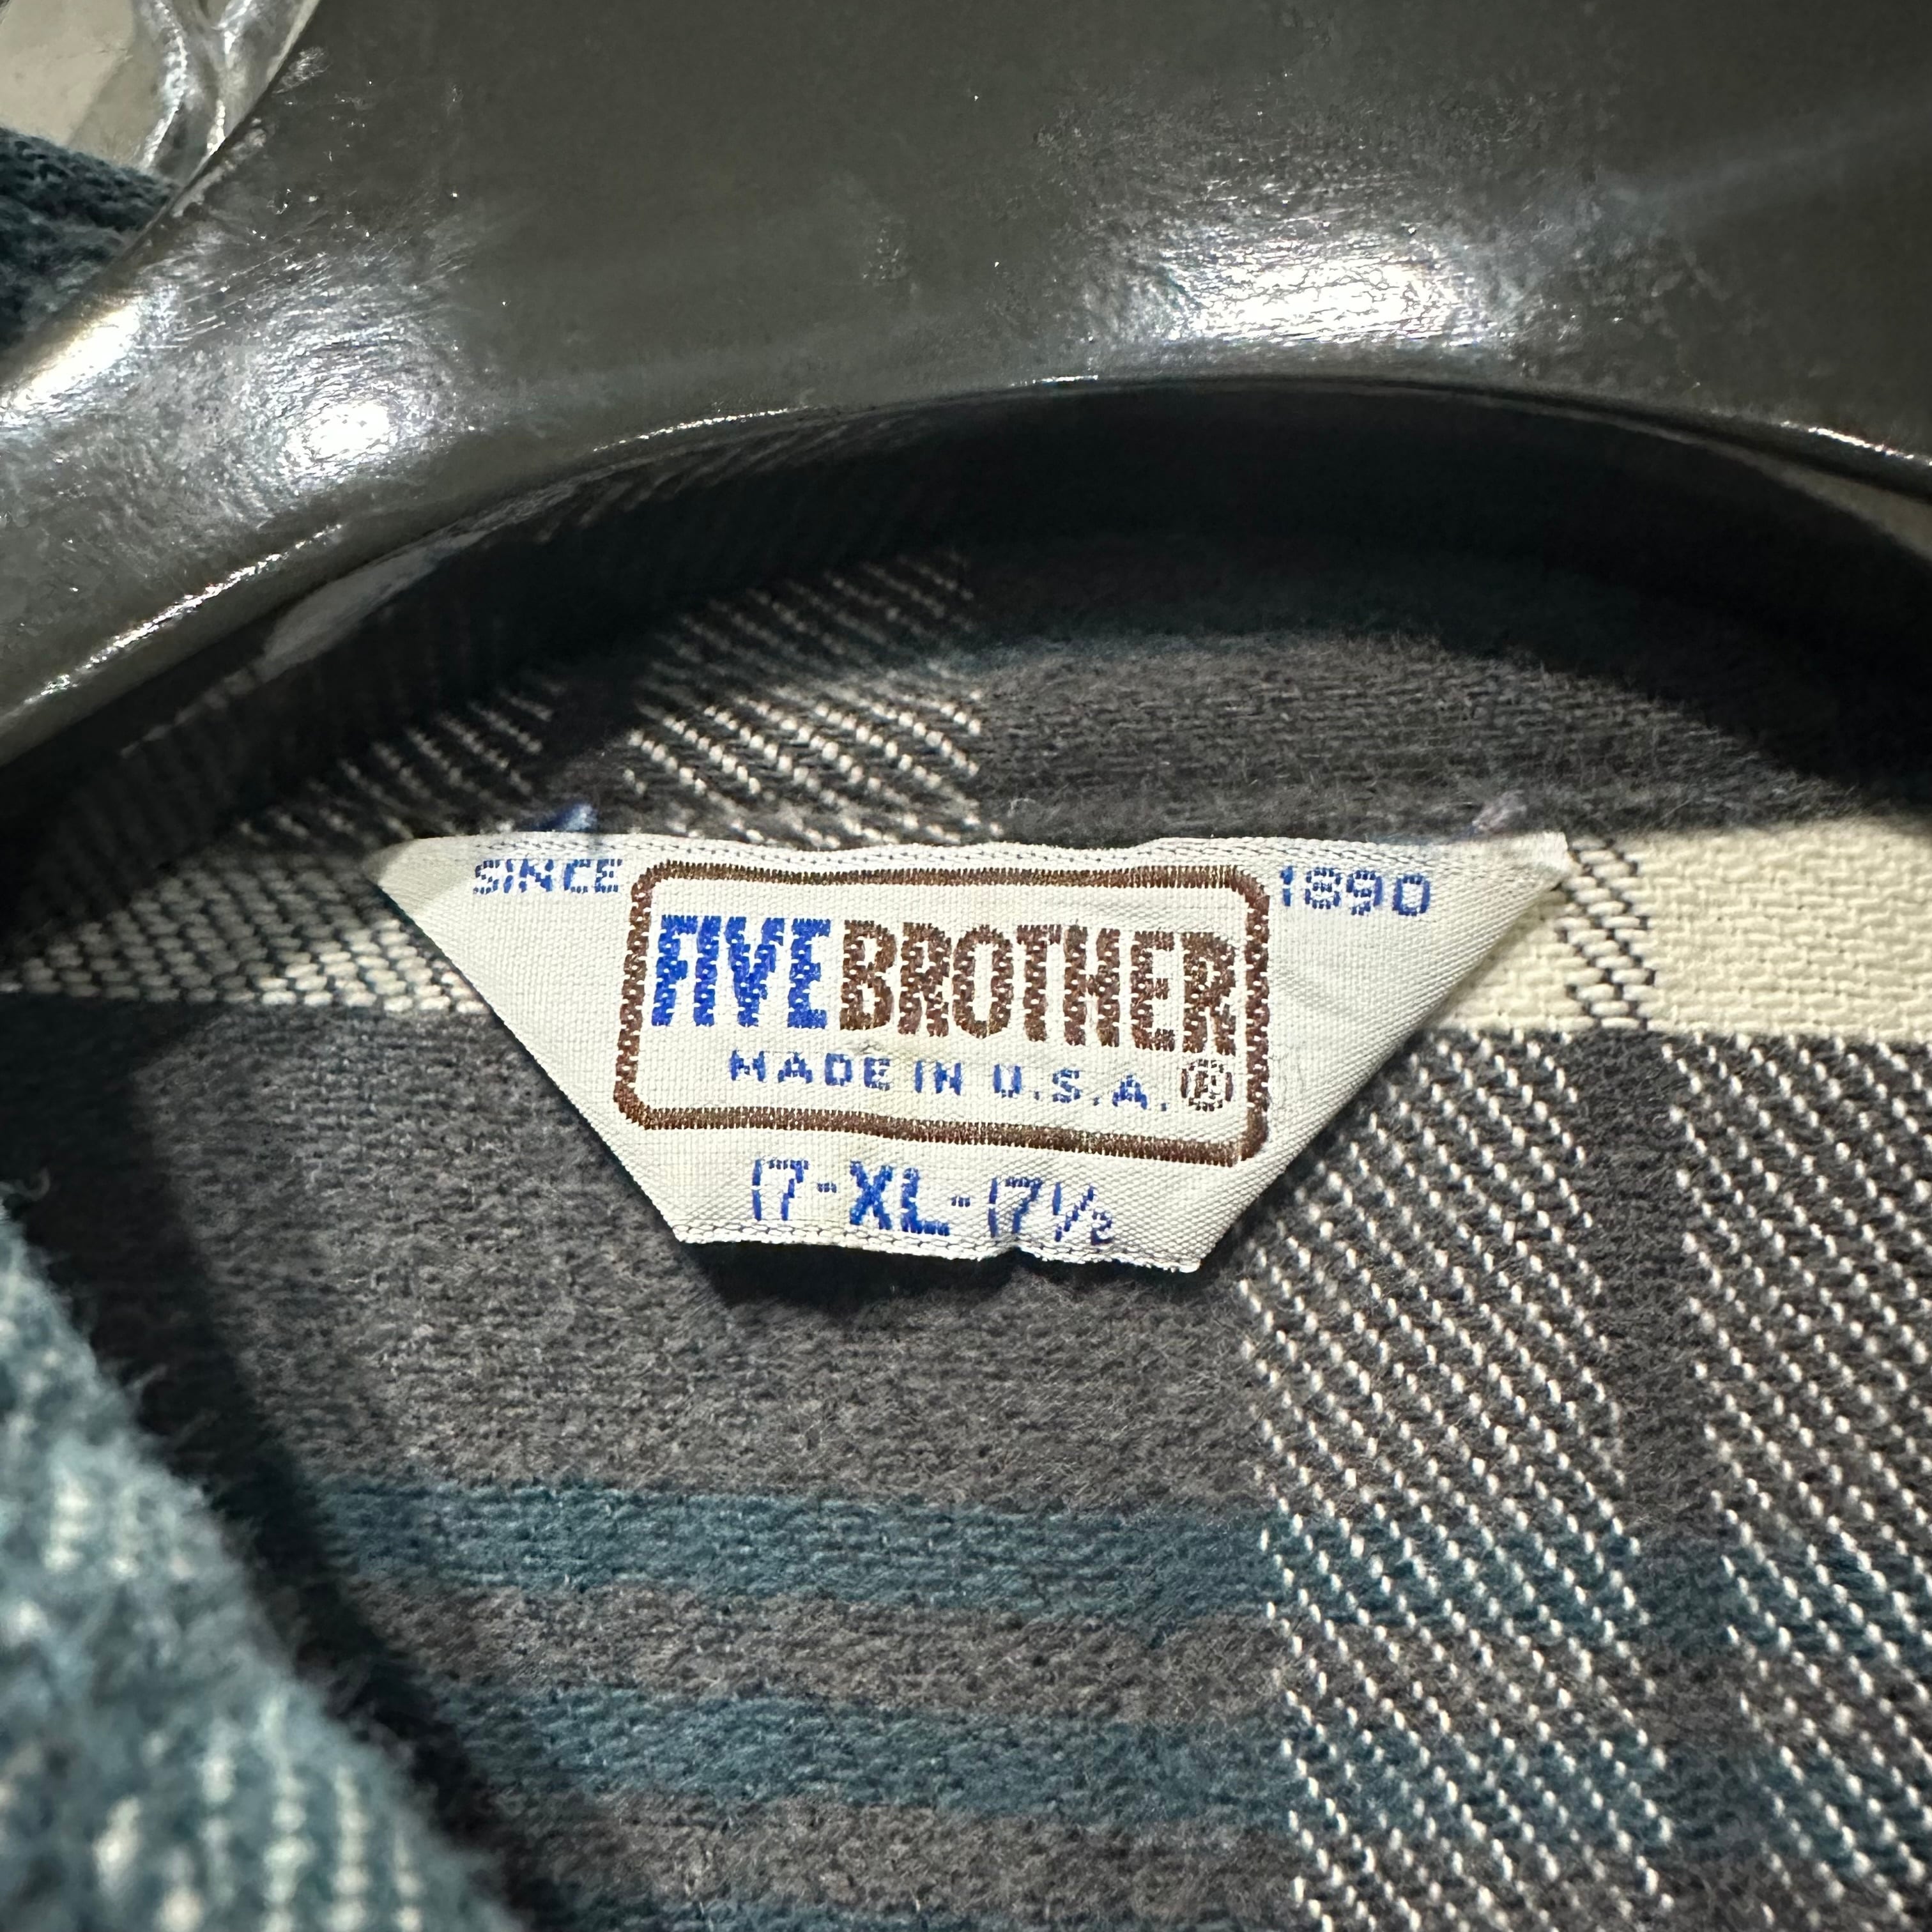 SINCE 1890
FIVE BROTHER
MADE IN U.S.A.®
17-XL-17½